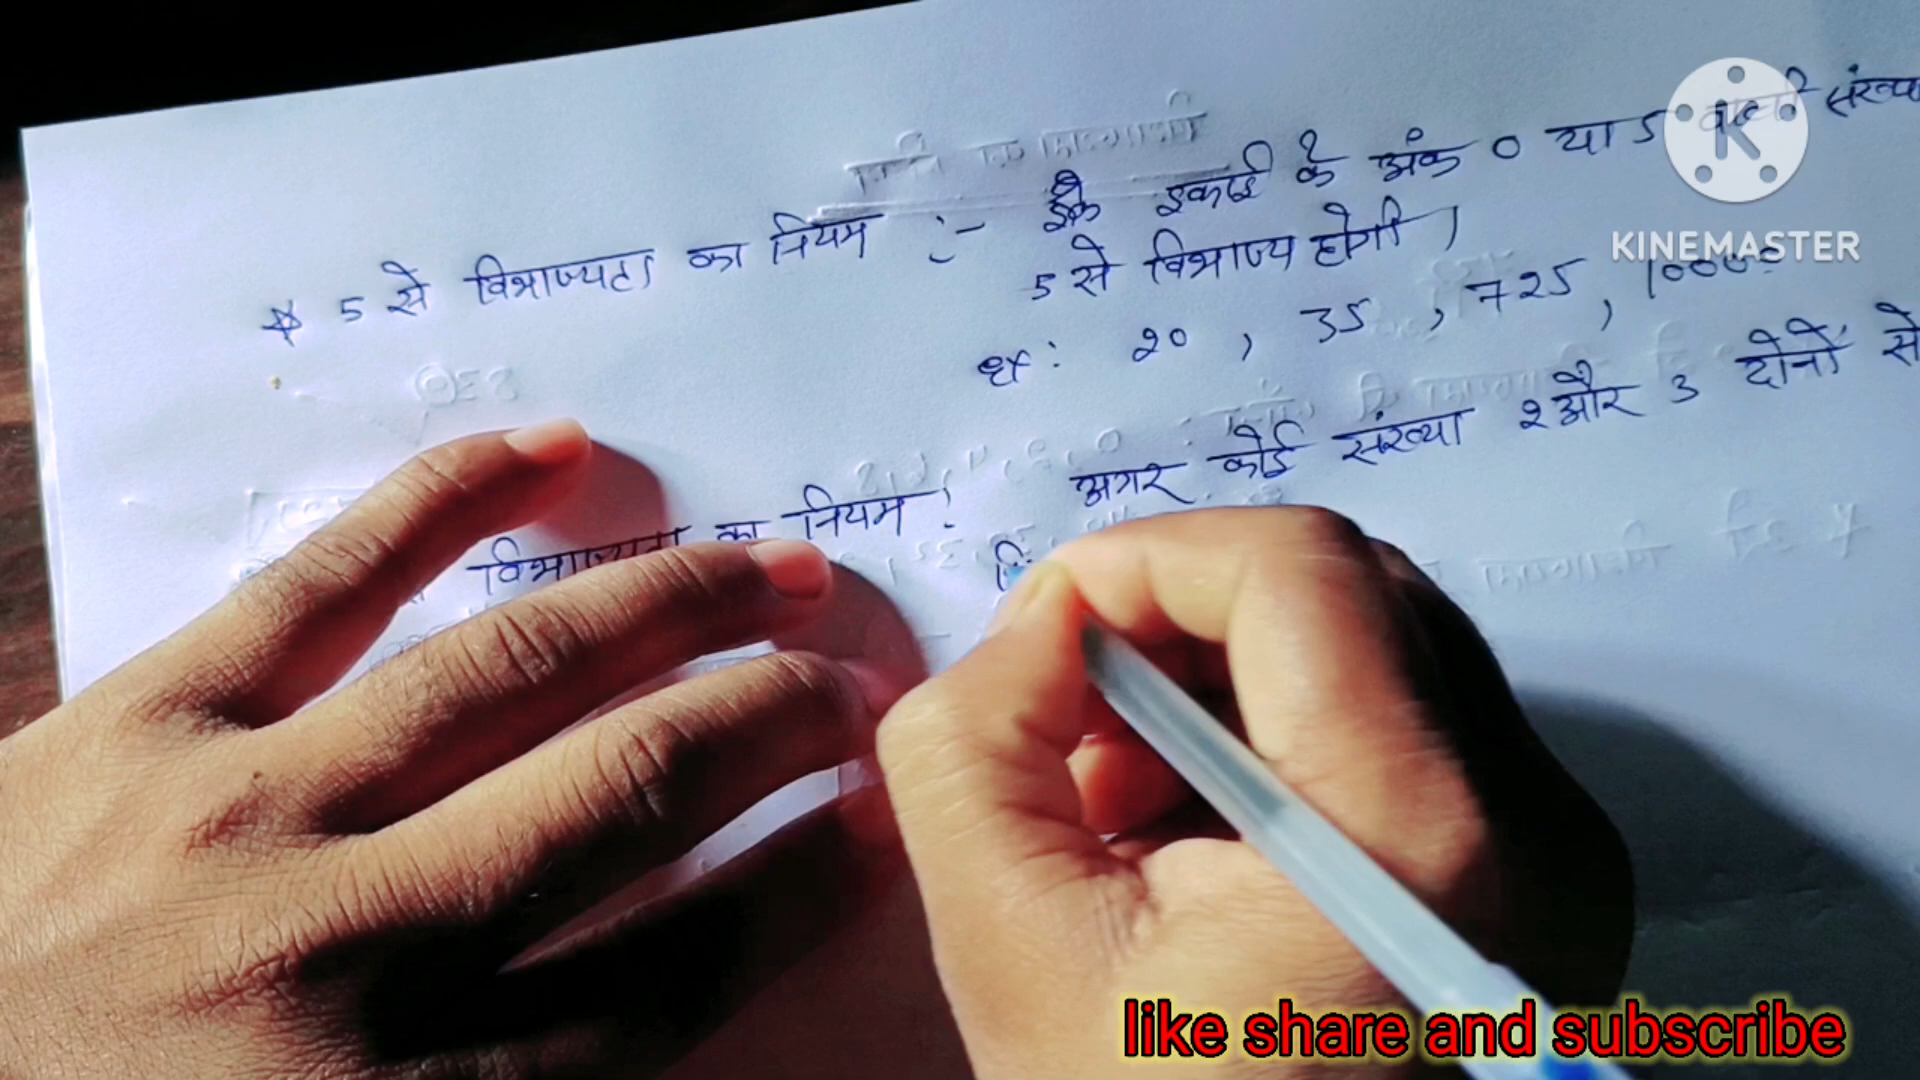 * 5 से विभाज्यता का नियम :- इकाई के अंक 0 या 5 वाली संख्या
5 से विभाज्य होगी।
ex: 20, 35, 725, 10000
विभाज्यता का नियम : अगर कोई संख्या 2 और 3 दोनों से
वि
KINEMASTER
like share and subscribe